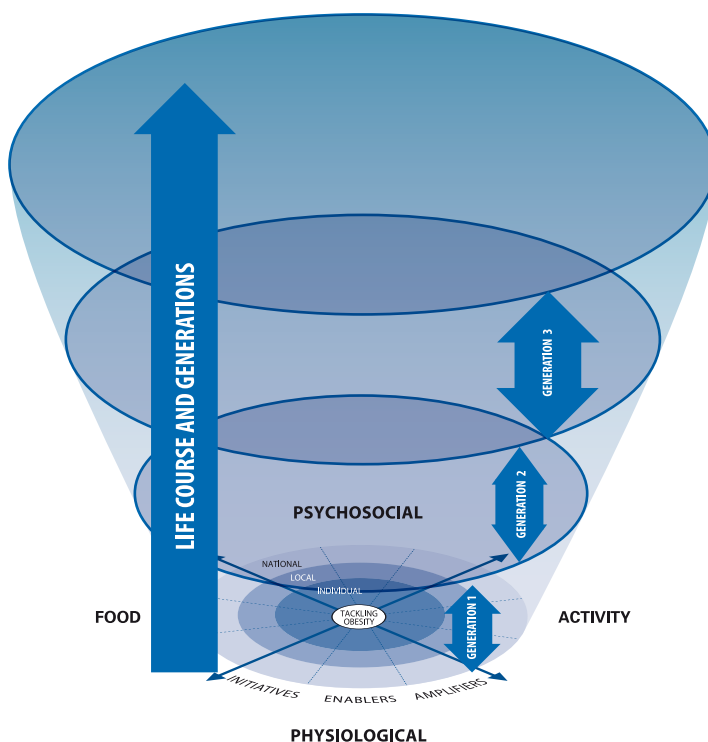 LIFE COURSE AND GENERATIONS
GENERATION 3
GENERATION 2
PSYCHOSOCIAL
NATIONAL
LOCAL
INDIVIDUAL
GENERATION 1
FOOD
TACKLING
OBESITY
ACTIVITY
INITIATIVES
ENABLERS
AMPLIFIERS
PHYSIOLOGICAL